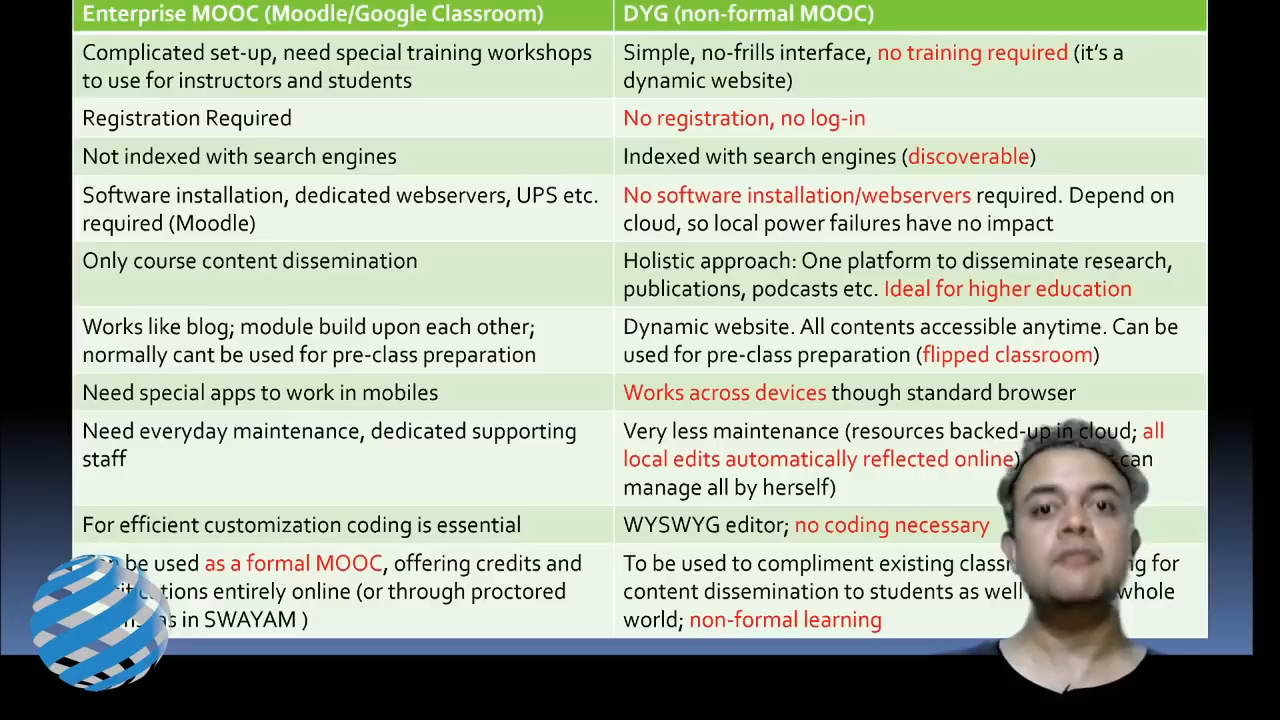 Enterprise MOOC (Moodle/Google Classroom)
DYG (non-formal MOOC)
Complicated set-up, need special training workshops
to use for instructors and students
Simple, no-frills interface, no training required (it's a
dynamic website)
Registration Required
No registration, no log-in
Not indexed with search engines
Indexed with search engines (discoverable)
Software installation, dedicated webservers, UPS etc.
required (Moodle)
No software installation/webservers required. Depend on
cloud, so local power failures have no impact
Only course content dissemination
Holistic approach: One platform to disseminate research,
publications, podcasts etc. Ideal for higher education
Works like blog; module build upon each other;
normally cant be used for pre-class preparation
Dynamic website. All contents accessible anytime. Can be
used for pre-class preparation (flipped classroom)
Need special apps to work in mobiles
Works across devices though standard browser
Need everyday maintenance, dedicated supporting
staff
Very less maintenance (resources backed-up in cloud; all
local edits automatically reflected online) can
manage all by herself)
For efficient customization coding is essential
WYSWYG editor; no coding necessary
be used as a formal MOOC, offering credits and
entirely online (or through proctored
as in SWAYAM )
To be used to compliment existing for
content dissemination to students as well whole
world; non-formal learning